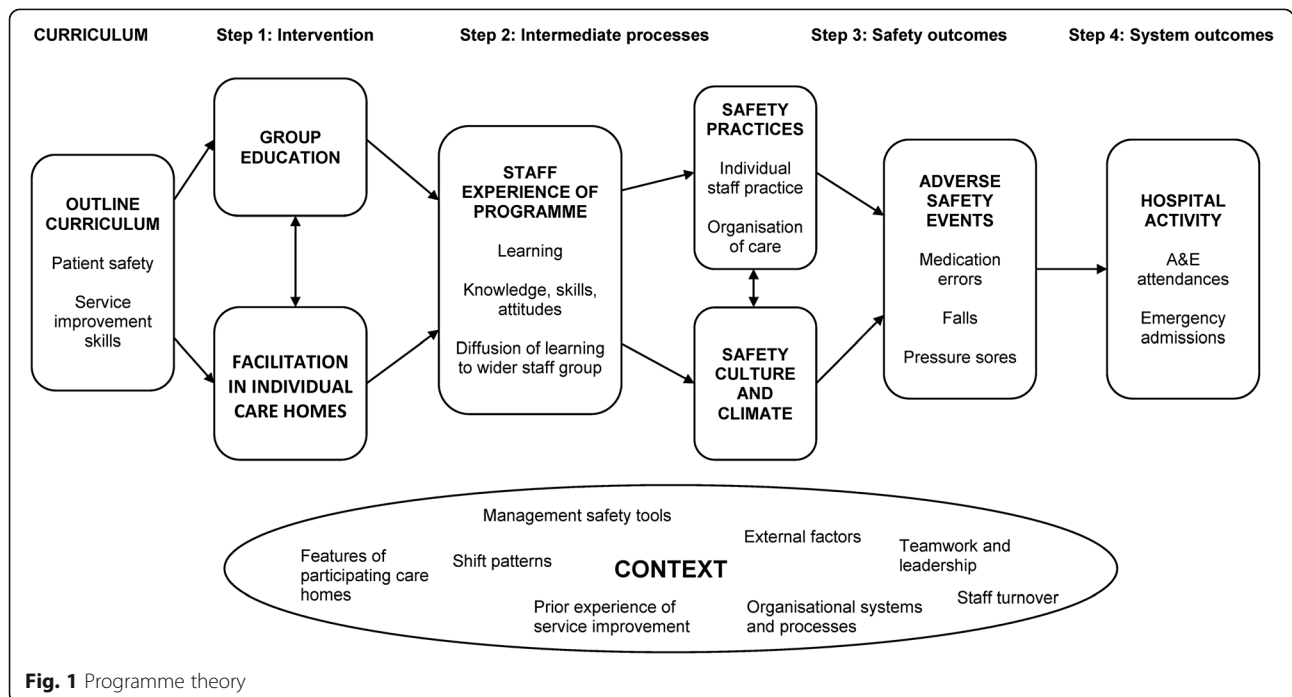 CURRICULUM
Step 1: Intervention
Step 2: Intermediate processes
Step 3: Safety outcomes
Step 4: System outcomes
OUTLINE
CURRICULUM
Patient safety
Service
improvement
skills
GROUP
EDUCATION
FACILITATION
IN INDIVIDUAL
CARE HOMES
STAFF
EXPERIENCE OF
PROGRAMME
Learning
Knowledge, skills,
attitudes
Diffusion of learning
to wider staff group
SAFETY
PRACTICES
Individual
staff practice
Organisation
of care
SAFETY
CULTURE
AND
CLIMATE
ADVERSE
SAFETY
EVENTS
Medication
errors
Falls
Pressure sores
HOSPITAL
ACTIVITY
A&E
attendances
Emergency
admissions
Management safety tools
External factors
Features of
participating care
homes
Shift patterns
CONTEXT
Teamwork and
leadership
Prior experience of
service improvement
Organisational systems
and processes
Staff turnover
Fig. 1 Programme theory